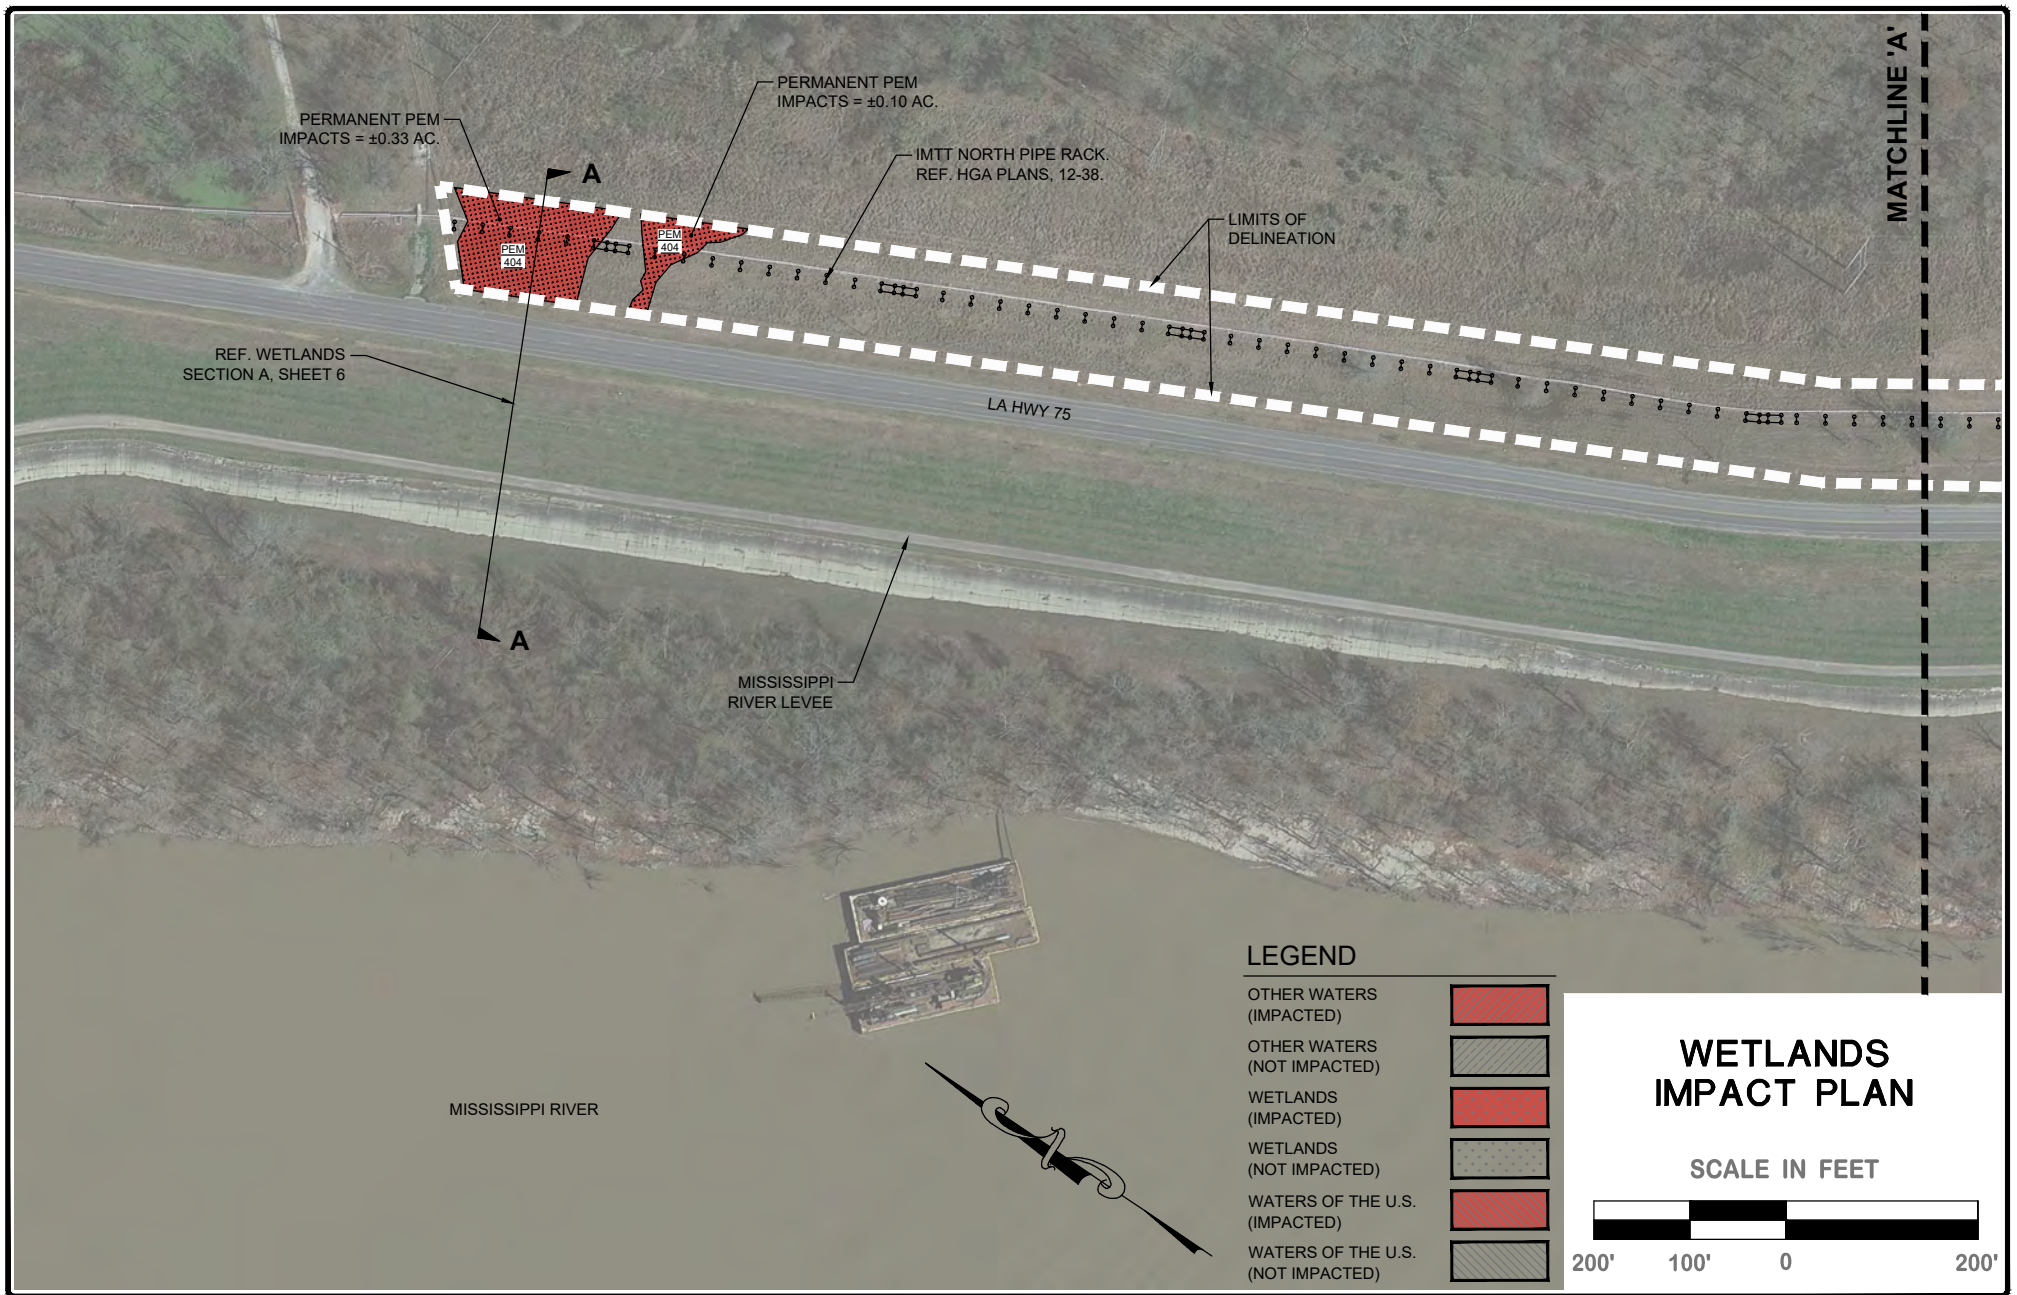 MATCHLINE 'A'
PERMANENT PEM
IMPACTS = ±0.10 AC.
PERMANENT PEM
IMPACTS = ±0.33 AC.
IMTT NORTH PIPE RACK.
REF. HGA PLANS, 12-38.
A
LIMITS OF
DELINEATION
PEM
404
PEM
404
REF. WETLANDS
SECTION A, SHEET 6
LA HWY 75
A
MISSISSIPPI
RIVER LEVEE
MISSISSIPPI RIVER
LEGEND
OTHER WATERS
(IMPACTED)
OTHER WATERS
(NOT IMPACTED)
WETLANDS
(IMPACTED)
WETLANDS
(NOT IMPACTED)
WATERS OF THE U.S.
(IMPACTED)
WATERS OF THE U.S.
(NOT IMPACTED)
WETLANDS
IMPACT PLAN
SCALE IN FEET
200' 100' 0 200'